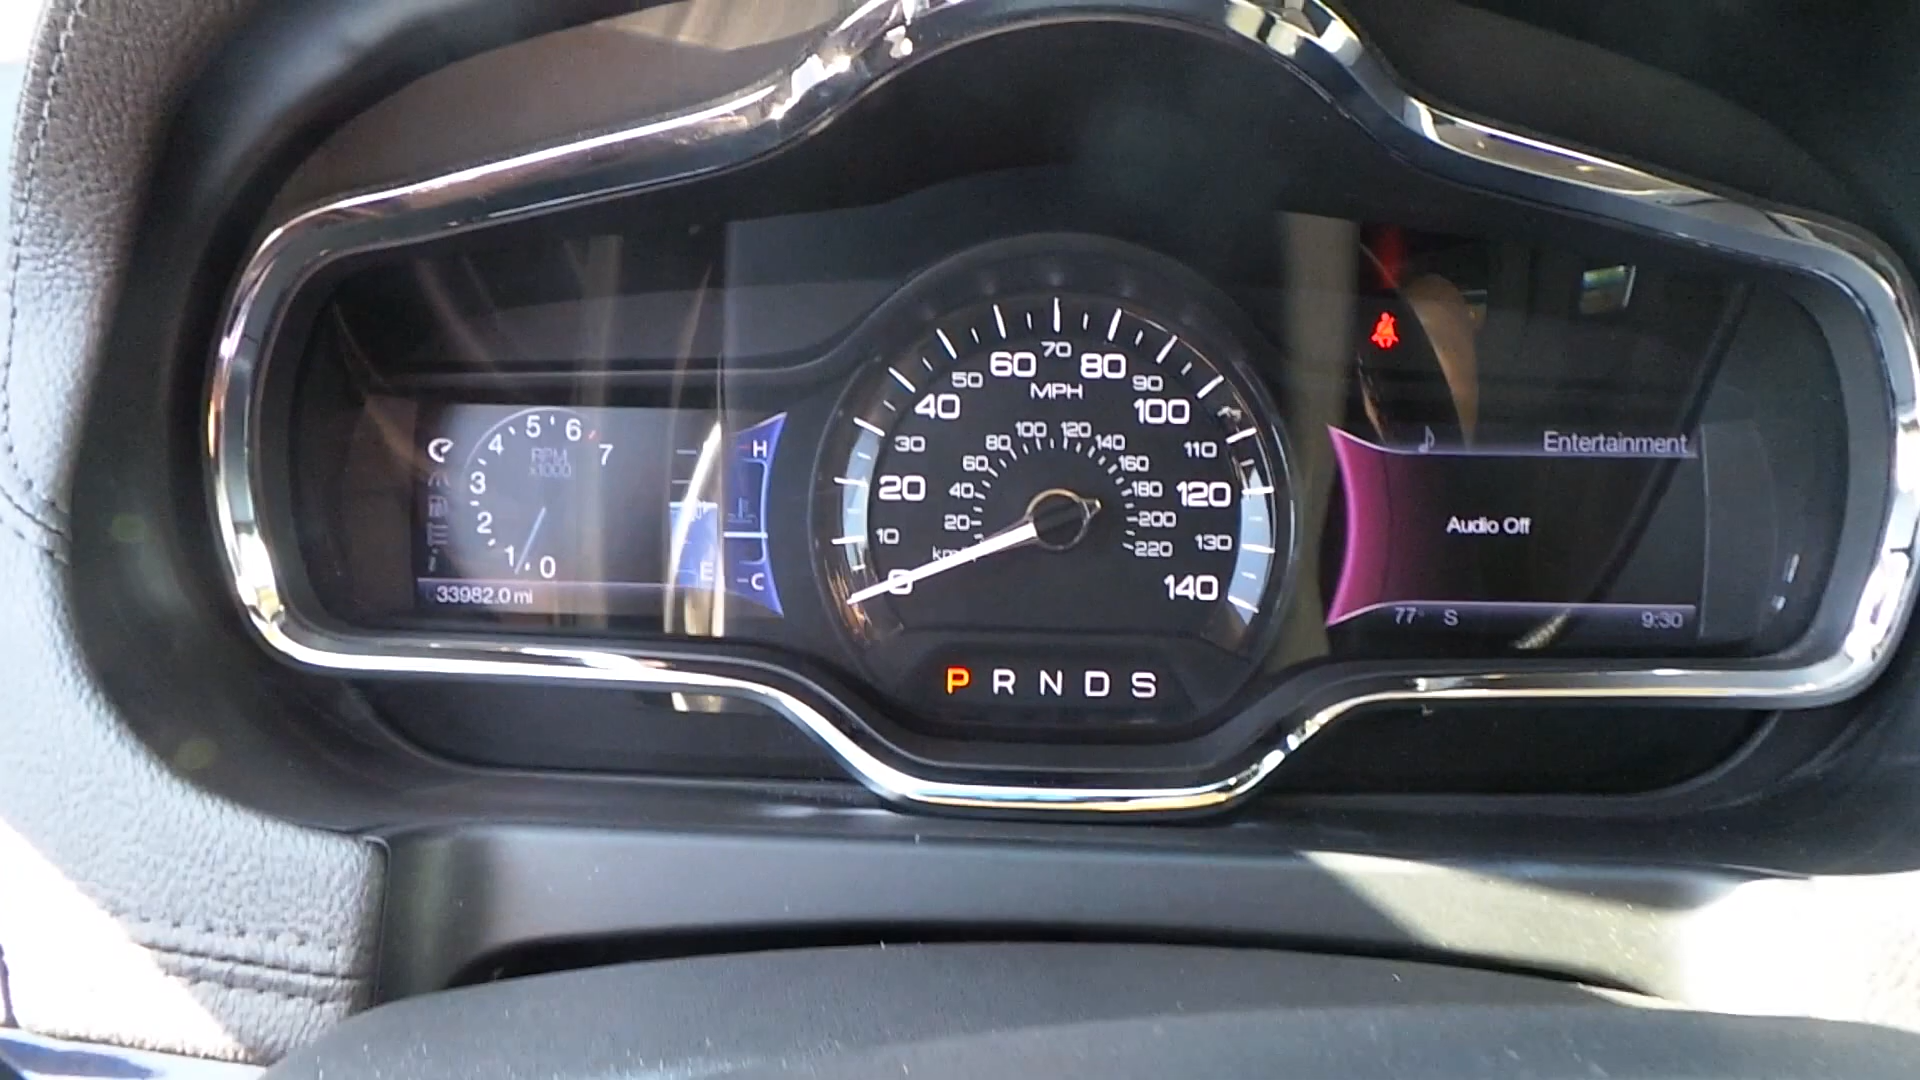 5 6
4 7
RPM
x1000
3
2
1 0
33982.0 mi
H
E
C
0 10 20 30 40 50 60 70 80 90 100 110 120 130 140
MPH
20 40 60 80 100 120 140 160 180 200 220
P R N D S
Entertainment
Audio Off
77° S 9:30